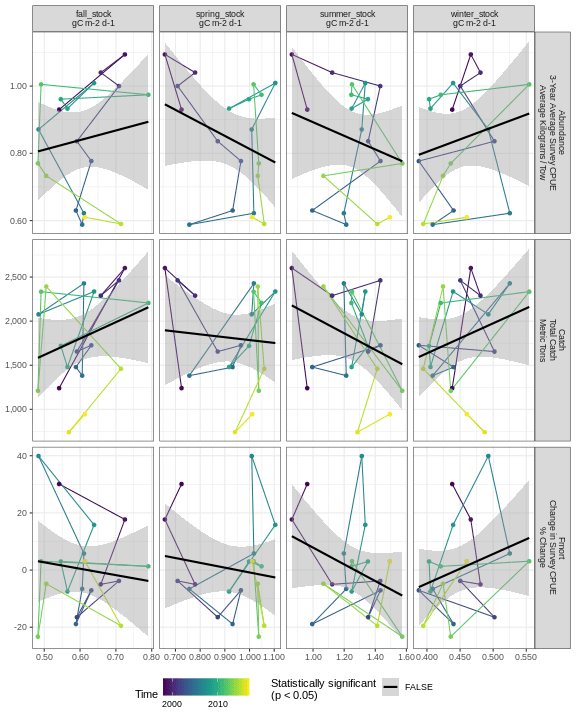 fall_stock
gC m-2 d-1
spring_stock
gC m-2 d-1
summer_stock
gC m-2 d-1
winter_stock
gC m-2 d-1
1.00
0.80
0.60
Abundance
3-Year Average Survey CPUE
Average Kilograms / Tow
2,500
2,000
1,500
1,000
Catch
Total Catch
Metric Tons
40
20
0
-20
Fmort
Change in Survey CPUE
% Change
0.50 0.60 0.70 0.80
0.700 0.800 0.900 1.000 1.100
1.00 1.20 1.40 1.60
0.400 0.450 0.500 0.550
Time
2000 2010
Statistically significant
(p < 0.05)
FALSE